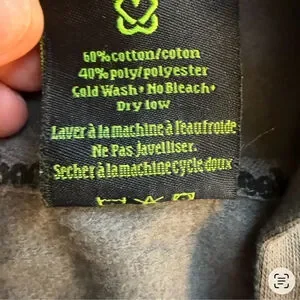 60% cotton/coton
40% poly/polyester
Cold Wash • No Bleach •
Dry low
Laver à la machine à l'eau froide
Ne Pas Javelliser.
Secher à la machine cycle doux